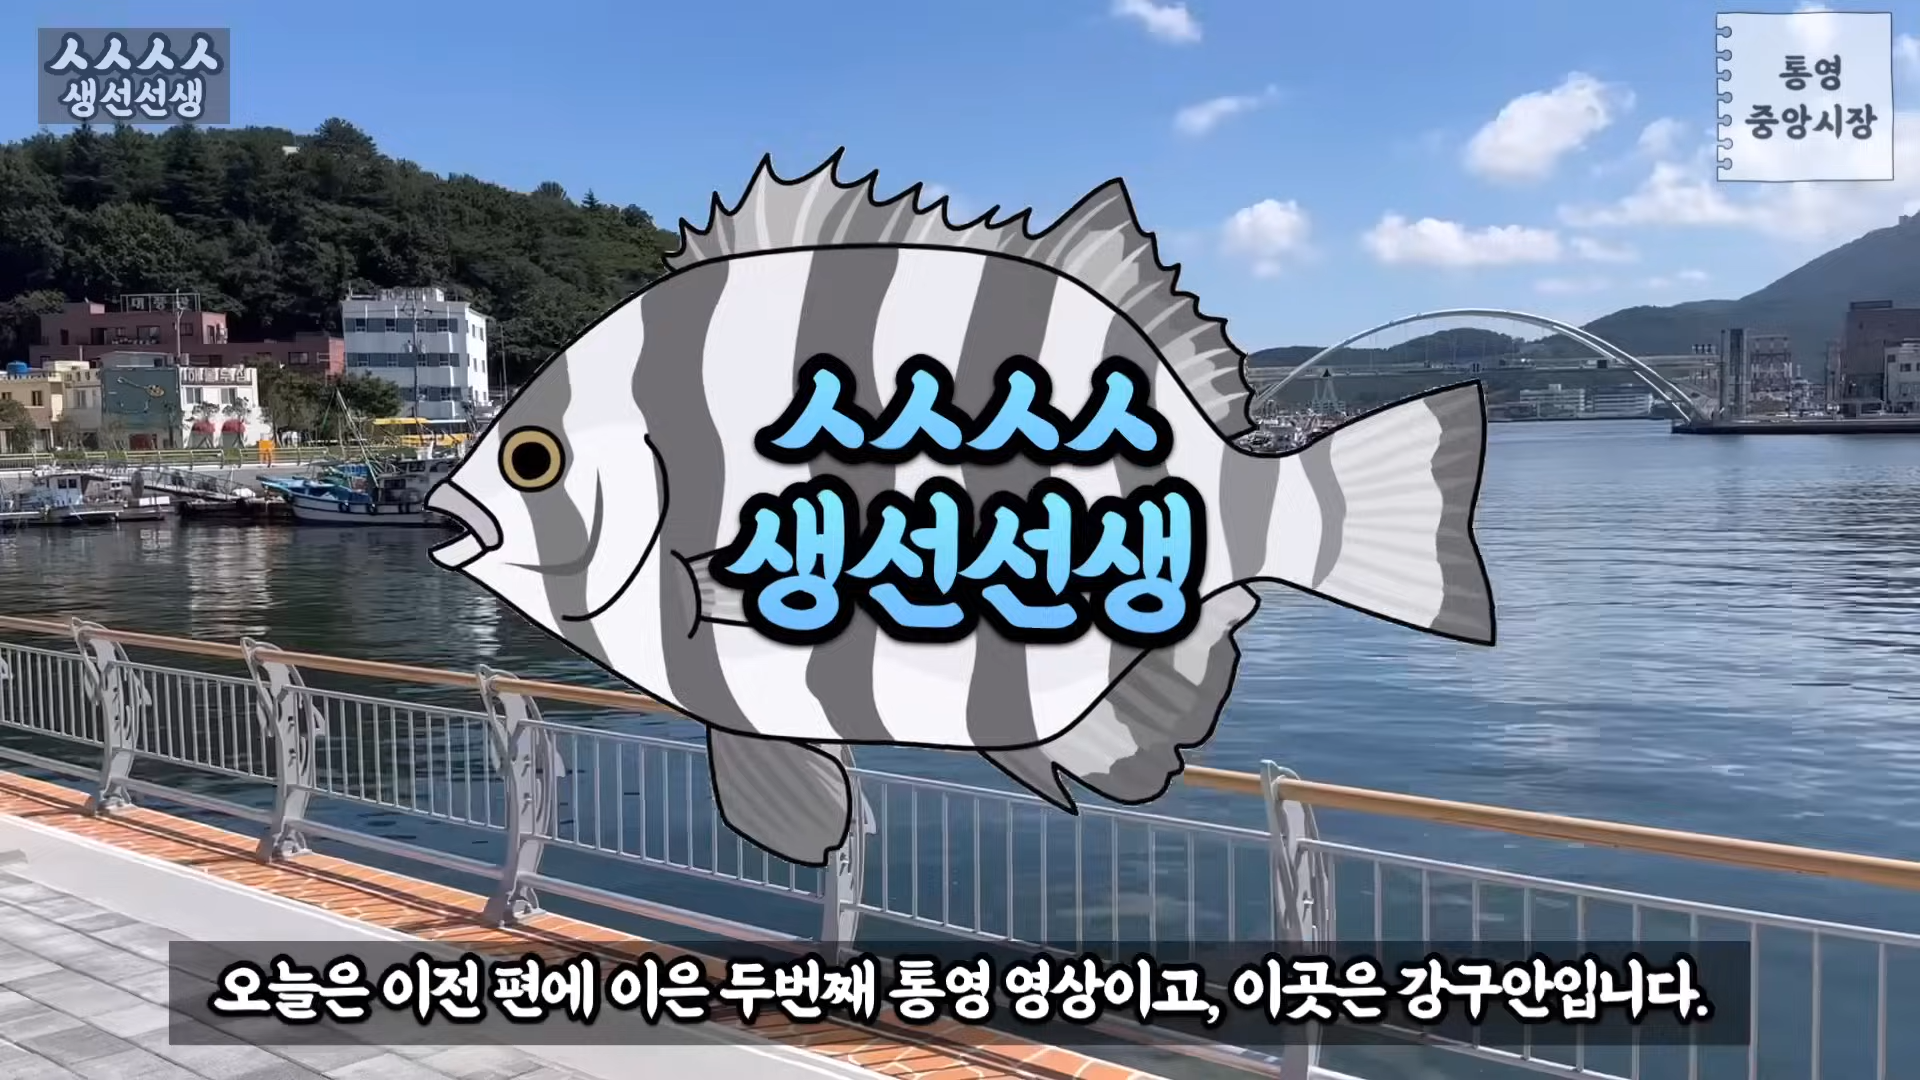 ㅅㅅㅅㅅ
생선선생
통영
중앙시장
ㅅㅅㅅㅅ
생선선생
오늘은 이전 편에 이은 두번째 통영 영상이고, 이곳은 강구안입니다.